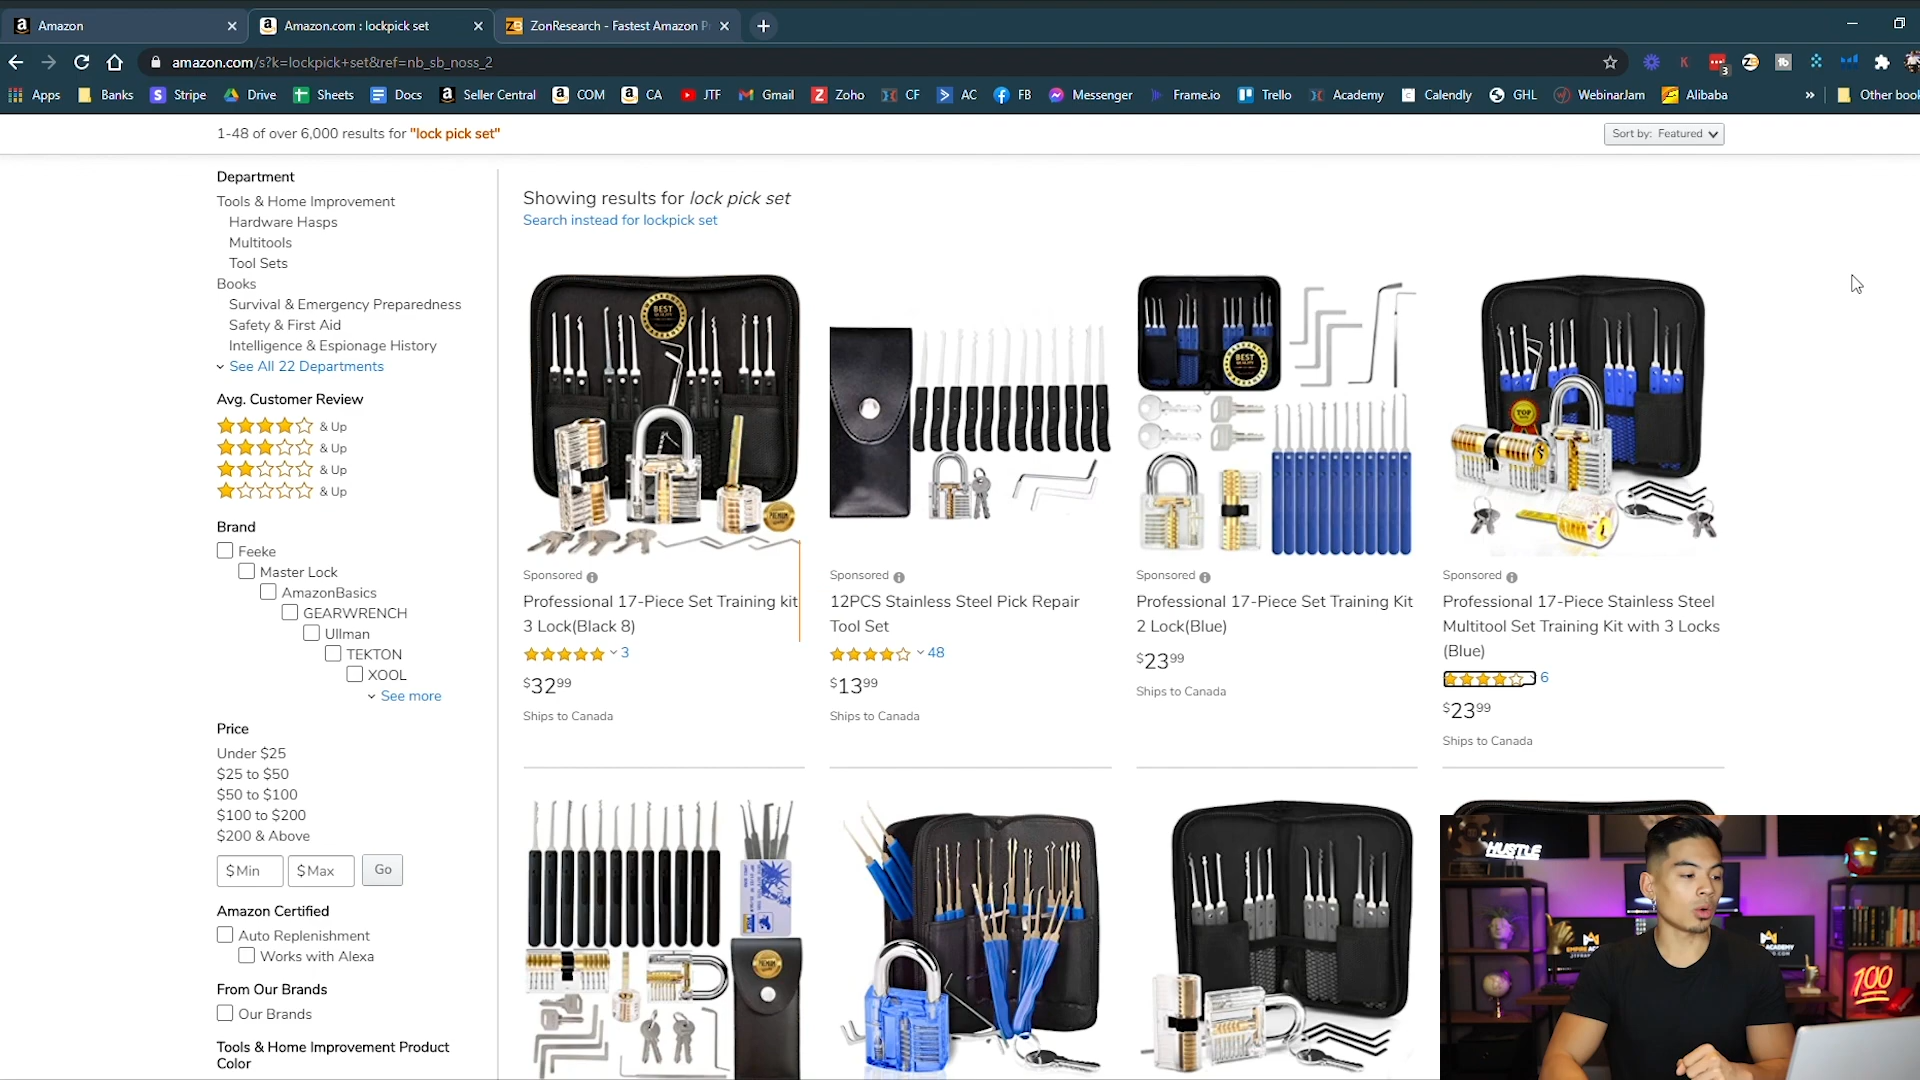 Amazon
Amazon.com : lockpick set
ZonResearch - Fastest Amazon P
amazon.com/s?k=lockpick+set&ref=nb_sb_noss_2
3
Apps
Banks
Stripe
Drive
Sheets
Docs
Seller Central
COM
CA
JTF
Gmail
Zoho
CF
AC
FB
Messenger
Frame.io
Trello
Academy
Calendly
GHL
WebinarJam
Alibaba
»
Other book
1-48 of over 6,000 results for "lock pick set"
Sort by: Featured
Department
Tools & Home Improvement
Hardware Hasps
Multitools
Tool Sets
Books
Survival & Emergency Preparedness
Safety & First Aid
Intelligence & Espionage History
See All 22 Departments
Avg. Customer Review
& Up
& Up
& Up
& Up
Brand
Feeke
Master Lock
AmazonBasics
GEARWRENCH
Ullman
TEKTON
XOOL
See more
Price
Under $25
$25 to $50
$50 to $100
$100 to $200
$200 & Above
$ Min
$ Max
Go
Amazon Certified
Auto Replenishment
Works with Alexa
From Our Brands
Our Brands
Tools & Home Improvement Product
Color
Showing results for lock pick set
Search instead for lockpick set
BEST
QUALITY
PREMIUM
Sponsored
Professional 17-Piece Set Training kit
3 Lock(Black 8)
3
$32 99
Ships to Canada
Sponsored
12PCS Stainless Steel Pick Repair
Tool Set
48
$13 99
Ships to Canada
BEST
QUALITY
Sponsored
Professional 17-Piece Set Training Kit
2 Lock(Blue)
$23 99
Ships to Canada
TOP
Sponsored
Professional 17-Piece Stainless Steel
Multitool Set Training Kit with 3 Locks
(Blue)
6
$23 99
Ships to Canada
VISA
PREMIUM
HUSTLE
100